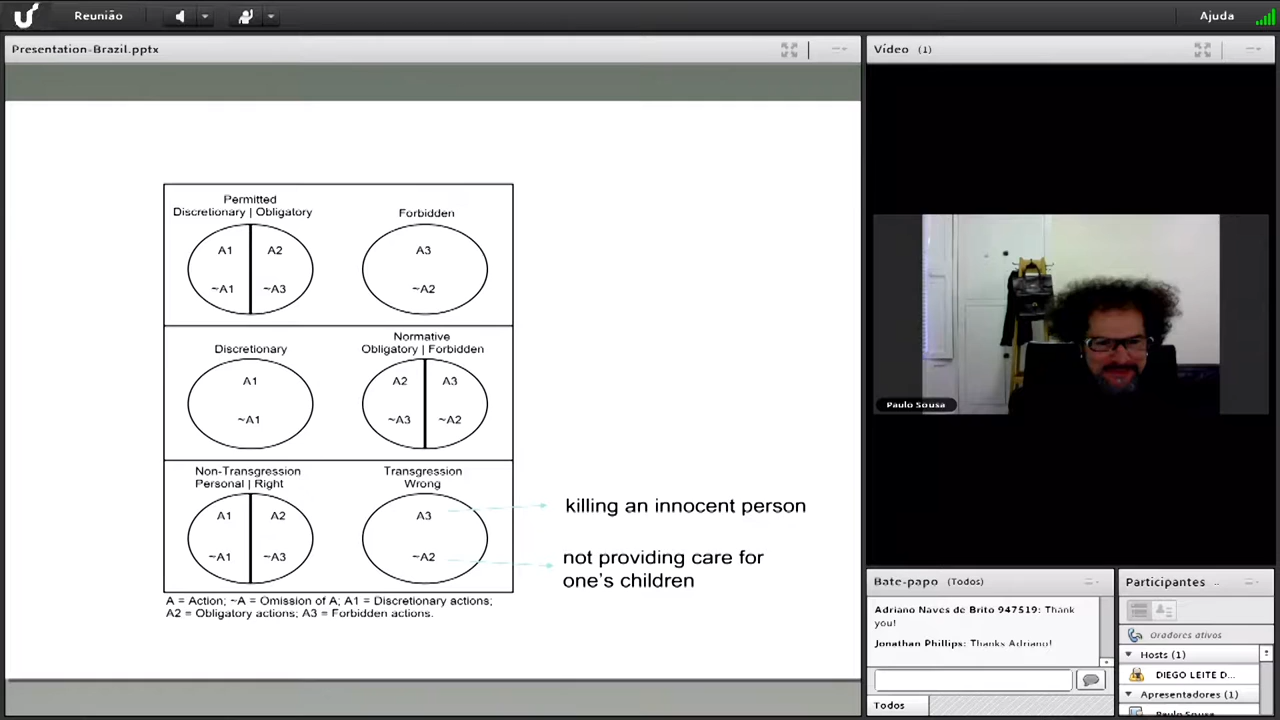 Reunião
Ajuda
Presentation-Brazil.pptx
Permitted
Discretionary | Obligatory
Forbidden
A1
A2
A3
~A1
~A3
~A2
Discretionary
Normative
Obligatory | Forbidden
A1
A2
A3
~A1
~A3
~A2
Non-Transgression
Personal | Right
Transgression
Wrong
A1
A2
A3
~A1
~A3
~A2
killing an innocent person
not providing care for
one's children
A = Action; ~A = Omission of A; A1 = Discretionary actions;
A2 = Obligatory actions; A3 = Forbidden actions.
Vídeo (1)
Paulo Sousa
Bate-papo (Todos)
Adriano Naves de Brito 947519: Thank
you!
Jonathan Phillips: Thanks Adriano!
Todos
Participantes ..
Oradores ativos
Hosts (1)
DIEGO LEITE D...
Apresentadores (1)
Paulo Sousa